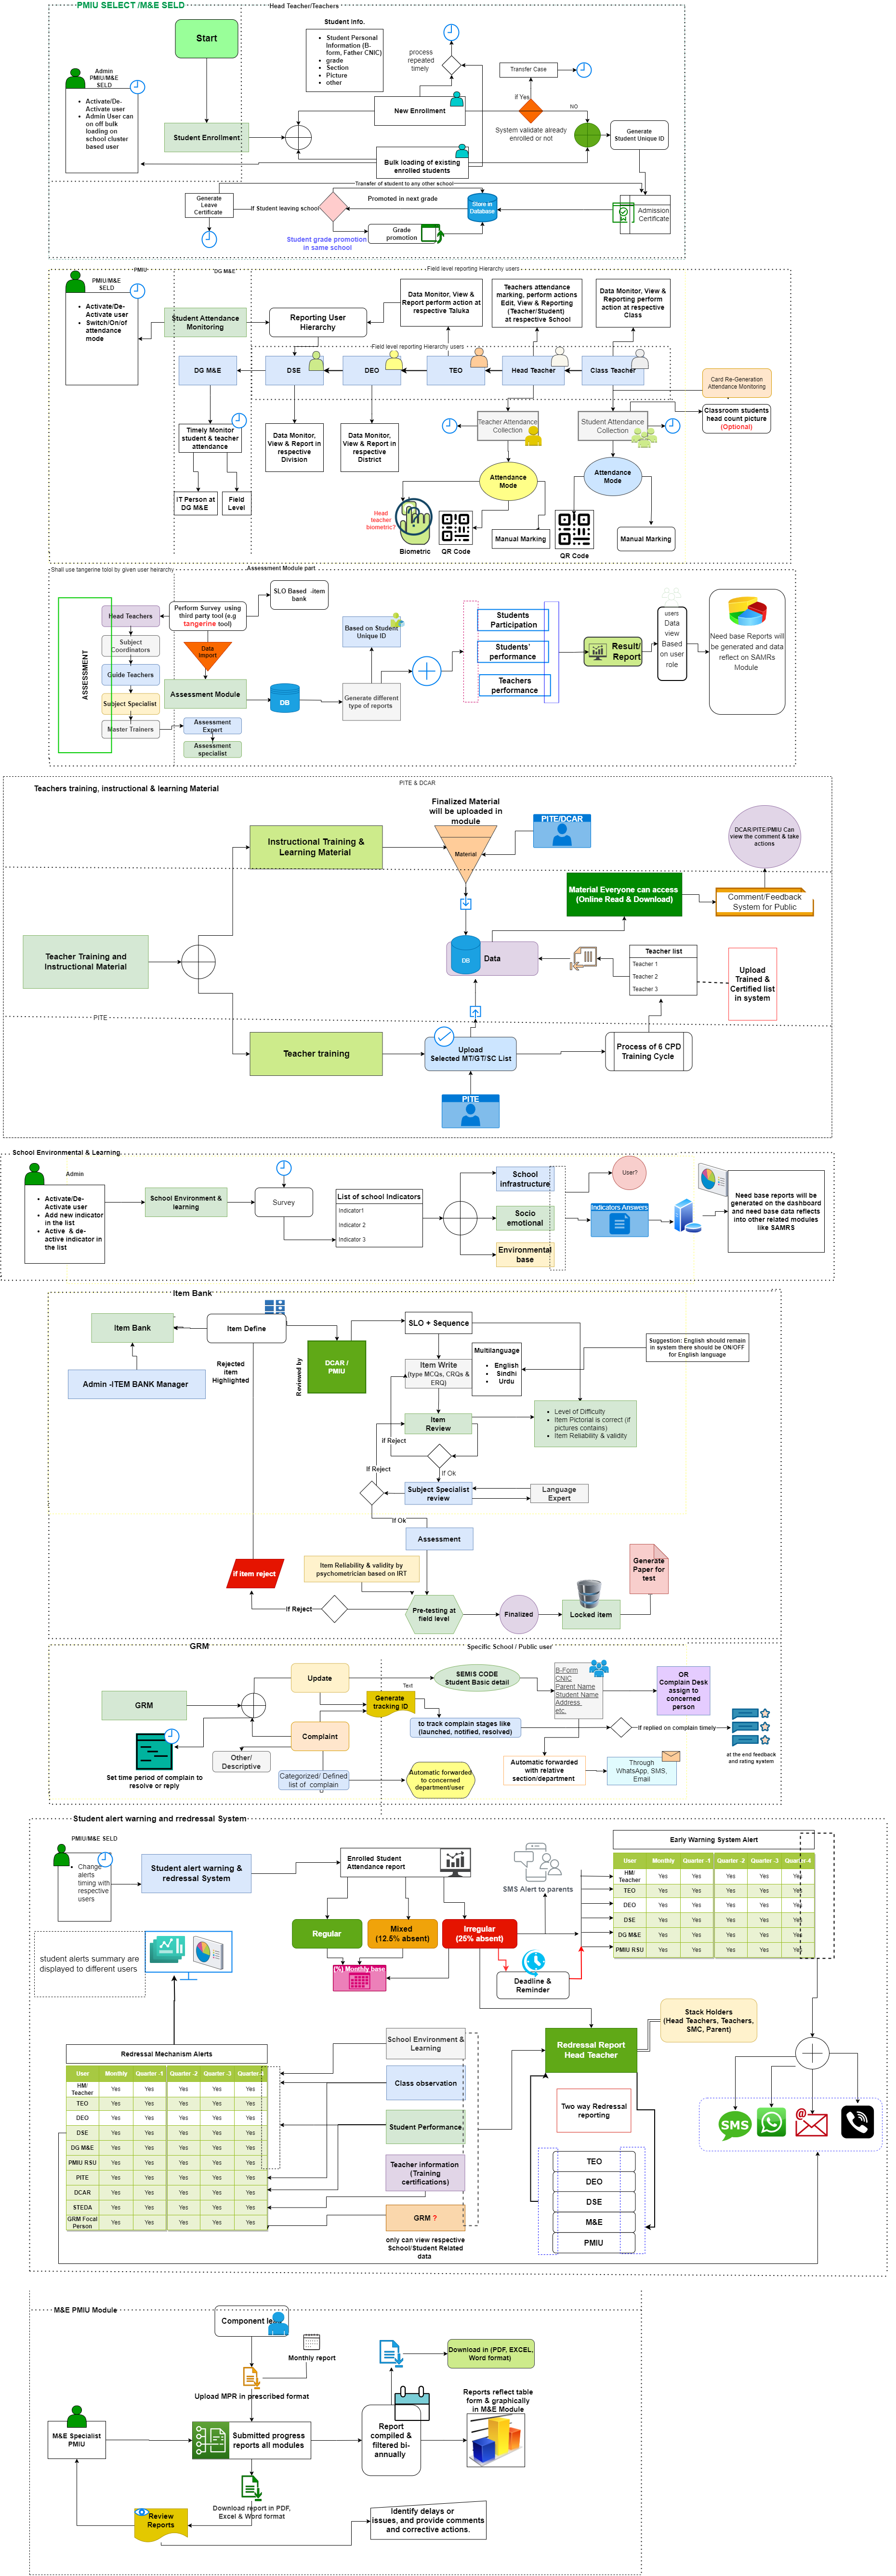 PMIU SELECT /M&E SELD
Head Teacher/Teachers
Start
Student Info.
Student Personal
Information (B-
form, Father CNIC)
grade
Section
Picture
other
process
repeated
timely
Transfer Case
Admin
PMIU/M&E
SELD
Activate/De-
Activate user
Admin User can
on off bulk
loading on
school cluster
based user
if Yes
NO
New Enrollment
System validate already
enrolled or not
Generate
Student Unique ID
Student Enrollment
Bulk loading of existing
enrolled students
Transfer of student to any other school
Generate
Leave
Certificate
If Student leaving school
Promoted in next grade
Store in
Database
Admission
Certificate
Grade
promotion
Student grade promotion
in same school
PMIU
DG M&E
Field level reporting Hierarchy users
PMIU/M&E
SELD
Activate/De-
Activate user
Switch/On/of
attendance
mode
Student Attendance
Monitoring
Reporting User
Hierarchy
Data Monitor, View &
Report perform action at
respective Taluka
Teachers attendance
marking, perform actions
Edit, View & Reporting
(Teacher/Student)
at respective School
Data Monitor, View &
Reporting perform
action at respective
Class
Field level reporting Hierarchy users
DG M&E
DSE
DEO
TEO
Head Teacher
Class Teacher
Card Re-Generation
Attendance Monitoring
Timely Monitor
student & teacher
attendance
Data Monitor,
View & Report in
respective
Division
Data Monitor,
View & Report in
respective
District
Teacher Attendance
Collection
Student Attendance
Collection
Classroom students
head count picture
(Optional)
IT Person at
DG M&E
Field
Level
Attendance
Mode
Attendance
Mode
Head
teacher
biometric?
Biometric
QR Code
Manual Marking
QR Code
Manual Marking
Shall use tangerine tolol by given user heirarchy
Assessment Module part
ASSESSMENT
Head Teachers
Subject
Coordinators
Guide Teachers
Subject Specialist
Master Trainers
Perform Survey using
third party tool (e.g
tangerine tool)
SLO Based -item
bank
Data
import
Assessment Module
Assessment
Expert
Assessment
specialist
DB
Based on Student
Unique ID
Generate different
type of reports
Students
Participation
Students'
performance
Teachers
performance
Result/
Report
users
Data
view
Based
on user
role
Need base Reports will
be generated and data
reflect on SAMRs
Module
PITE & DCAR
Teachers training, instructional & learning Material
Finalized Material
will be uploaded in
module
Instructional Training &
Learning Material
Material
PITE/DCAR
DCAR/PITE/PMIU Can
view the comment & take
actions
Material Everyone can access
(Online Read & Download)
Comment/Feedback
System for Public
Teacher Training and
Instructional Material
DB
Data
Teacher list
Teacher 1
Teacher 2
Teacher 3
Upload
Trained &
Certified list
in system
PITE
Teacher training
Upload
Selected MT/GT/SC List
Process of 6 CPD
Training Cycle
PITE
School Environmental & Learning.
Admin
Activate/De-
Activate user
Add new indicator
in the list
Active & de-
active indicator in
the list
School Environment &
learning
Survey
List of school Indicators
Indicator1
Indicator 2
Indicator 3
School
infrastructure
Socio
emotional
Environmental
base
User?
Indicators Answers
Need base reports will be
generated on the dashboard
and need base data reflects
into other related modules
like SAMRS
Item Bank
Item Bank
Item Define
Admin -ITEM BANK Manager
Rejected
item
Highlighted
Reviewed by
DCAR /
PMIU
SLO + Sequence
Item Write
(type MCQs, CRQs &
ERQ)
Multilanguage
English
Sindhi
Urdu
Suggestion: English should remain
in system there should be ON/OFF
for English language
Item
Review
Level of Difficulty
Item Pictorial is correct (if
pictures contains)
Item Reliability & validity
if Reject
If Reject
If Ok
Subject Specialist
review
Language
Expert
If Ok
Assessment
If item reject
Item Reliability & validity by
psychometrician based on IRT
If Reject
Pre-testing at
field level
Finalized
Locked item
Generate
Paper for
test
GRM
Specific School / Public user
GRM
Update
Text
Generate
tracking ID
SEMIS CODE
Student Basic detail
B-Form
CNIC
Parent Name
Student Name
Address
etc.
OR
Complain Desk
assign to
concerned
person
Complaint
to track complain stages like
(launched, notified, resolved)
If replied on complain timely
at the end feedback
and rating system
Set time period of complain to
resolve or reply
Other/
Descriptive
Categorized/ Defined
list of complain
Automatic forwarded
to concerned
department/user
Automatic forwarded
with relative
section/department
Through
WhatsApp, SMS,
Email
Student alert warning and rredressal System
PMIU/M&E SELD
Change
alerts
timing with
respective
users
Student alert warning &
redressal System
Enrolled Student
Attendance report
SMS Alert to parents
Early Warning System Alert
User Monthly Quarter -1 Quarter -2 Quarter -3 Quarter-4
HM/
Teacher Yes Yes Yes Yes Yes
TEO Yes Yes Yes Yes Yes
DEO Yes Yes Yes Yes Yes
DSE Yes Yes Yes Yes Yes
DG M&E Yes Yes Yes Yes Yes
PMIU RSU Yes Yes Yes Yes Yes
Regular
Mixed
(12.5% absent)
Irregular
(25% absent)
student alerts summary are
displayed to different users
(%) Monthly base
Deadline &
Reminder
Redressal Mechanism Alerts
User Monthly Quarter -1 Quarter -2 Quarter -3 Quarter-4
HM/
Teacher Yes Yes Yes Yes Yes
TEO Yes Yes Yes Yes Yes
DEO Yes Yes Yes Yes Yes
DSE Yes Yes Yes Yes Yes
DG M&E Yes Yes Yes Yes Yes
PMIU RSU Yes Yes Yes Yes Yes
PITE Yes Yes Yes Yes Yes
DCAR Yes Yes Yes Yes Yes
STEDA Yes Yes Yes Yes Yes
GRM Focal
Person Yes Yes Yes Yes Yes
School Environment &
Learning
Class observation
Student Performance
Teacher information
(Training
certifications)
GRM ?
only can view respective
School/Student Related
data
Redressal Report
Head Teacher
Stack Holders
(Head Teachers, Teachers,
SMC, Parent)
Two way Redressal
reporting
TEO
DEO
DSE
M&E
PMIU
SMS
M&E PMIU Module
Monthly report
Upload MPR in prescribed format
Download in (PDF, EXCEL,
Word format)
M&E Specialist
PMIU
Submitted progress
reports all modules
Report
compiled &
filtered bi-
annually
Reports reflect table
form & graphically
in M&E Module
Download report in PDF,
Excel & Word format
Review
Reports
Identify delays or
issues, and provide comments
and corrective actions.